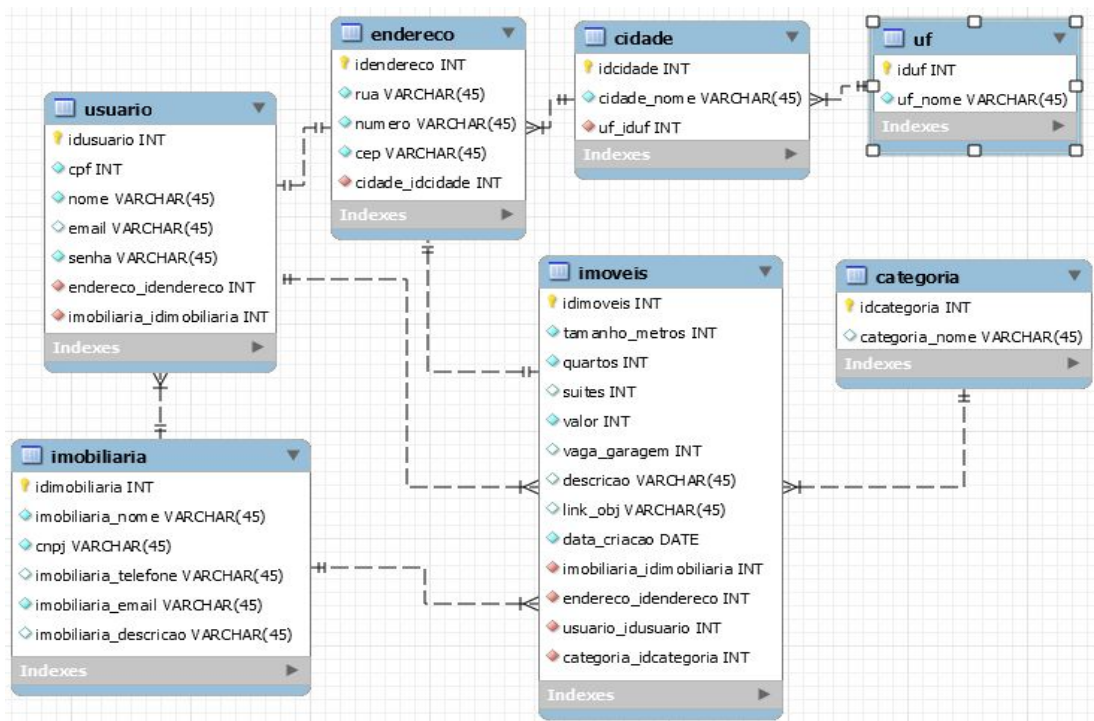 endereco
idendereco INT
rua VARCHAR(45)
numero VARCHAR(45)
cep VARCHAR(45)
cidade_idcidade INT
Indexes
cidade
idcidade INT
cidade_nome VARCHAR(45)
uf_iduf INT
Indexes
uf
iduf INT
uf_nome VARCHAR(45)
Indexes
usuario
idusuario INT
cpf INT
nome VARCHAR(45)
email VARCHAR(45)
senha VARCHAR(45)
endereco_idendereco INT
imobiliaria_idimobiliaria INT
Indexes
imoveis
idimoveis INT
tamanho_metros INT
quartos INT
suites INT
valor INT
vaga_garagem INT
descricao VARCHAR(45)
link_obj VARCHAR(45)
data_criacao DATE
imobiliaria_idimobiliaria INT
endereco_idendereco INT
usuario_idusuario INT
categoria_idcategoria INT
Indexes
categoria
idcategoria INT
categoria_nome VARCHAR(45)
Indexes
imobiliaria
idimobiliaria INT
imobiliaria_nome VARCHAR(45)
cnpj VARCHAR(45)
imobiliaria_telefone VARCHAR(45)
imobiliaria_email VARCHAR(45)
imobiliaria_descricao VARCHAR(45)
Indexes